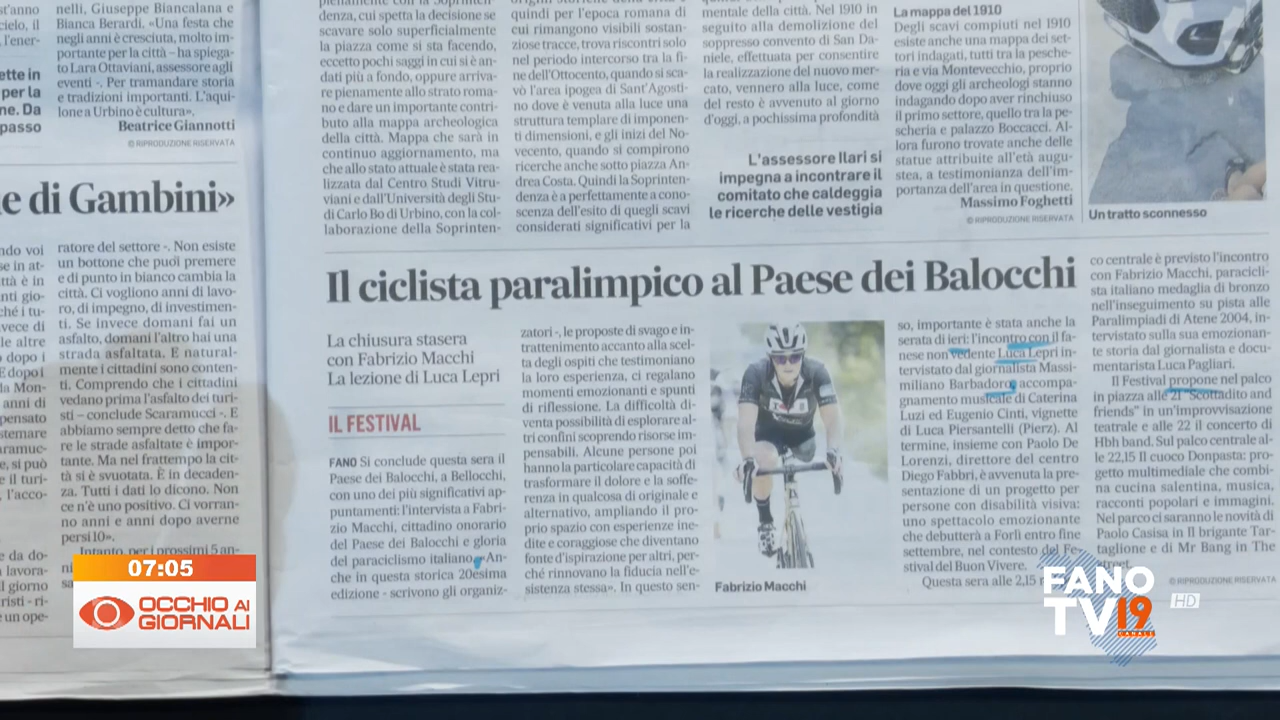 nelli, Giuseppe Biancalana e
Bianca Berardi. «Una festa che
negli anni è cresciuta, molto im-
portante per la città – ha spiega-
to Lara Ottaviani, assessore agli
eventi -. Per tramandare storia
e tradizioni importanti. L'aqui-
lone a Urbino è cultura».
Beatrice Giannotti
© RIPRODUZIONE RISERVATA
e di Gambini»
ratore del settore -. Non esiste
un bottone che puoi premere
e di punto in bianco cambia la
città. Ci vogliono anni di lavo-
ro, di impegno, di investimen-
ti. Se invece domani fai un
asfalto, domani l'altro hai una
strada asfaltata. E natural-
mente i cittadini sono conten-
ti. Comprendo che i cittadini
vedano prima l'asfalto dei turi-
sti – conclude Scaramucci -. E
abbiamo sempre detto che fa-
re le strade asfaltate è impor-
tante. Ma nel frattempo la cit-
tà si è svuotata. È in decaden-
za. Tutti i dati lo dicono. Non
ce n'è uno positivo. Ci vorran-
no anni e anni dopo averne
persi 10».
Intanto, per i prossimi 5 an-
denza, cui spetta la decisione se
scavare solo superficialmente
la piazza come si sta facendo,
eccetto pochi saggi in cui si è an-
dati più a fondo, oppure arriva-
re pienamente allo strato roma-
no e dare un importante contri-
buto alla mappa archeologica
della città. Mappa che sarà in
continuo aggiornamento, ma
che allo stato attuale è stata rea-
lizzata dal Centro Studi Vitru-
viani e dall'Università degli Stu-
di Carlo Bo di Urbino, con la col-
laborazione della Soprinten-
quindi per l'epoca romana di
cui rimangono visibili sostan-
ziose tracce, trova riscontri solo
nel periodo intercorso tra la fi-
ne dell'Ottocento, quando si sca-
vò l'area ipogea di Sant'Agosti-
no dove è venuta alla luce una
struttura templare di imponen-
ti dimensioni, e gli inizi del No-
vecento, quando si compirono
ricerche anche sotto piazza An-
drea Costa. Quindi la Soprinten-
denza è a perfettamente a cono-
scenza dell'esito di quegli scavi
considerati significativi per la
mentale della città. Nel 1910 in
seguito alla demolizione del
soppresso convento di San Da-
niele, effettuata per consentire
la realizzazione del nuovo mer-
cato, vennero alla luce, come
del resto è avvenuto al giorno
d'oggi, a pochissima profondità
L'assessore Ilari si
impegna a incontrare il
comitato che caldeggia
le ricerche delle vestigia
La mappa del 1910
Degli scavi compiuti nel 1910
esiste anche una mappa dei set-
tori indagati, tutti tra la pesche-
ria e via Montevecchio, proprio
dove oggi gli archeologi stanno
indagando dopo aver rinchiuso
il primo settore, quello tra la pe-
scheria e palazzo Boccacci. Al-
lora furono trovate anche delle
statue attribuite all'età augu-
stea, a testimonianza dell'im-
portanza dell'area in questione.
Massimo Foghetti
© RIPRODUZIONE RISERVATA
Un tratto sconnesso
Il ciclista paralimpico al Paese dei Balocchi
La chiusura stasera
con Fabrizio Macchi
La lezione di Luca Lepri
IL FESTIVAL
FANO Si conclude questa sera il
Paese dei Balocchi, a Bellocchi,
con uno dei più significativi ap-
puntamenti: l'intervista a Fabri-
zio Macchi, cittadino onorario
del Paese dei Balocchi e gloria
del paraciclismo italiano. «An-
che in questa storica 20esima
edizione - scrivono gli organiz-
zatori -, le proposte di svago e in-
trattenimento accanto alla scel-
ta degli ospiti che testimoniano
la loro esperienza, ci regalano
momenti emozionanti e spunti
di riflessione. La difficoltà di-
venta possibilità di esplorare al-
tri confini scoprendo risorse im-
pensabili. Alcune persone poi
hanno la particolare capacità di
trasformare il dolore e la soffe-
renza in qualcosa di originale e
alternativo, ampliando il pro-
prio spazio con esperienze ine-
dite e coraggiose che diventano
fonte d'ispirazione per altri, per-
ché rinnovano la fiducia nell'e-
sistenza stessa». In questo sen-
Fabrizio Macchi
so, importante è stata anche la
serata di ieri: l'incontro con il fa-
nese non vedente Luca Lepri in-
tervistato dal giornalista Massi-
miliano Barbadoro, accompa-
gnamento musicale di Caterina
Luzi ed Eugenio Cinti, vignette
di Luca Piersantelli (Pierz). Al
termine, insieme con Paolo De
Lorenzi, direttore del centro
Diego Fabbri, è avvenuta la pre-
sentazione di un progetto per
persone con disabilità visiva:
uno spettacolo emozionante
che debutterà a Forlì entro fine
settembre, nel contesto del Fe-
stival del Buon Vivere.
Questa sera alle 2,15
co centrale è previsto l'incontro
con Fabrizio Macchi, paracicli-
sta italiano medaglia di bronzo
nell'inseguimento su pista alle
Paralimpiadi di Atene 2004, in-
tervistato sulla sua emozionan-
te storia dal giornalista e docu-
mentarista Luca Pagliari.
Il Festival propone nel palco
in piazza alle 21 "Scottadito and
friends" in un'improvvisazione
teatrale e alle 22 il concerto di
Hbh band. Sul palco centrale al-
le 22,15 Il cuoco Donpasta: pro-
getto multimediale che combi-
na cucina salentina, musica,
racconti popolari e immagini.
Nel parco ci saranno le novità di
Paolo Casisa in Il brigante Tar-
taglione e di Mr Bang in The
street.
© RIPRODUZIONE RISERVATA
07:05
OCCHIO AI
GIORNALI
FANO
TV 19
CANALE
HD